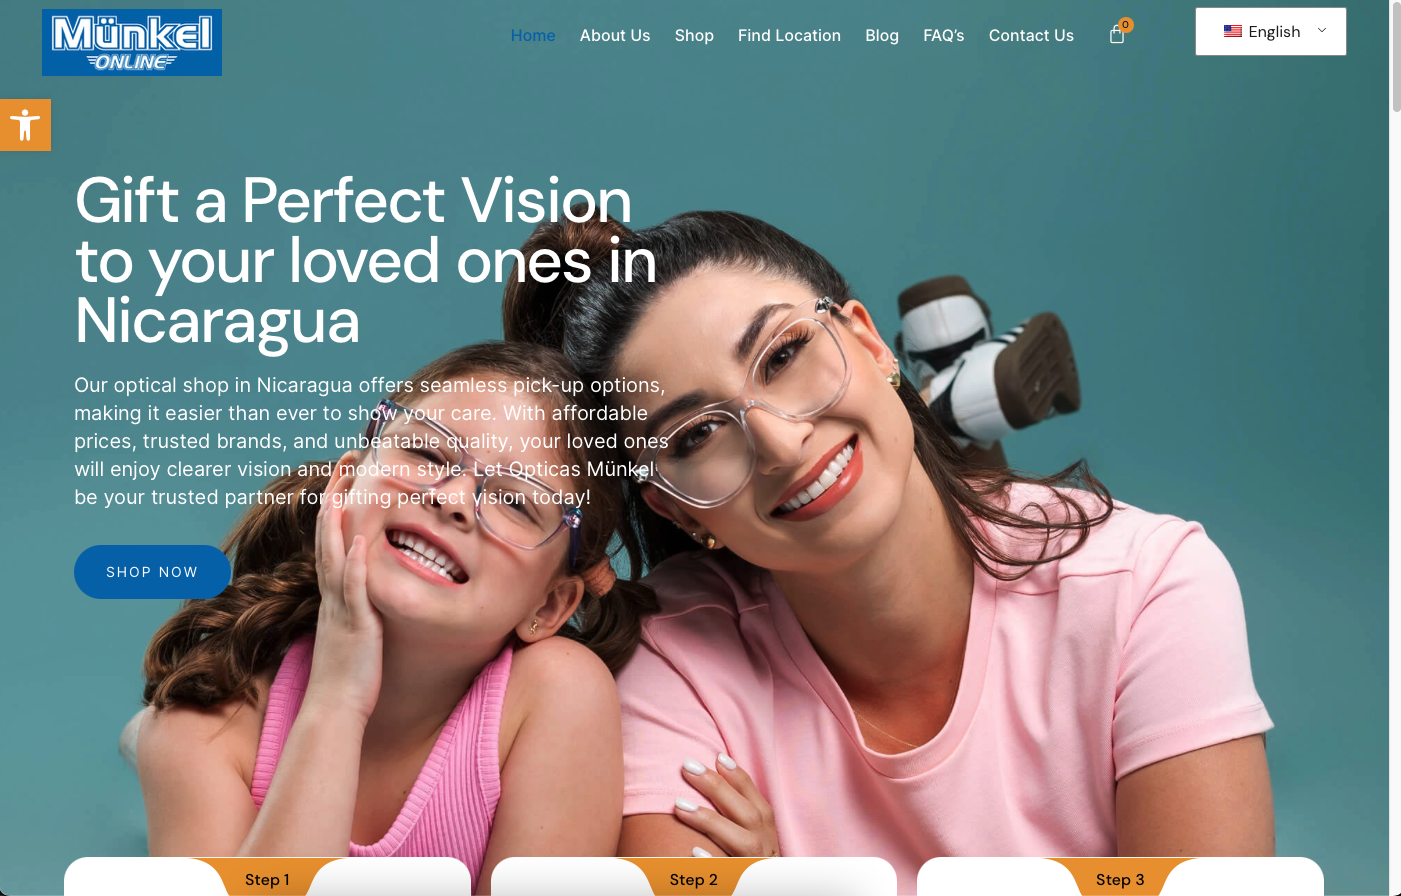 Münkel
ONLINE
Home About Us Shop Find Location Blog FAQ's Contact Us 0 English
Gift a Perfect Vision
to your loved ones in
Nicaragua
Our optical shop in Nicaragua offers seamless pick-up options,
making it easier than ever to show your care. With affordable
prices, trusted brands, and unbeatable quality, your loved ones
will enjoy clearer vision and modern style. Let Opticas Münkel
be your trusted partner for gifting perfect vision today!
SHOP NOW
Step 1 Step 2 Step 3